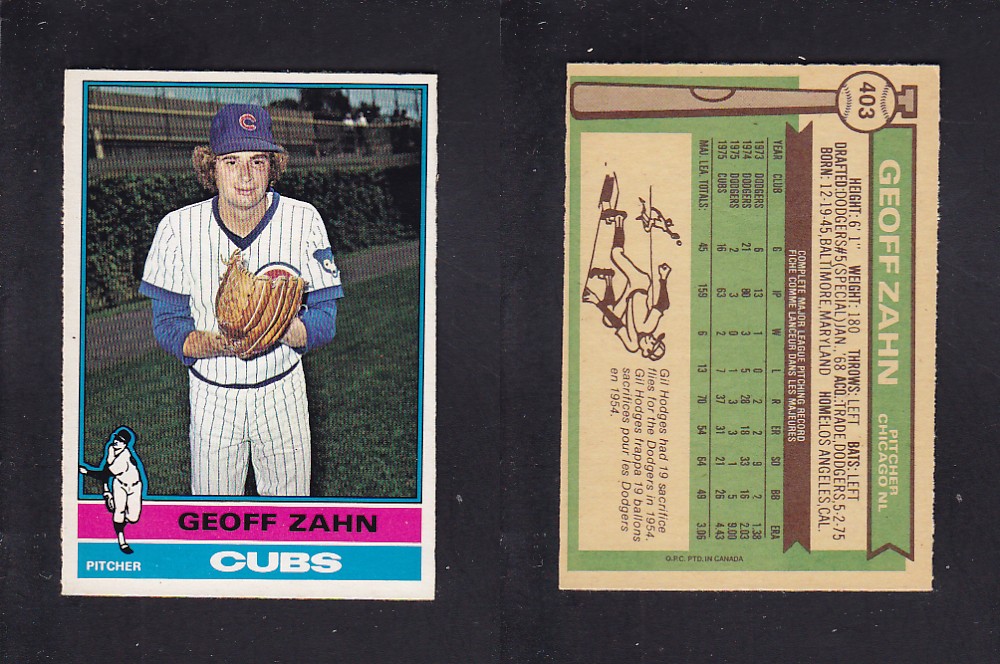 C
GEOFF ZAHN
PITCHER
CUBS
403
GEOFF ZAHN
PITCHER
CHICAGO NL
HEIGHT: 6' 1" WEIGHT: 180 THROWS: LEFT BATS: LEFT
DRAFTED: DODGERS #5 (SPECIAL) JAN. '68 ACQ.: TRADE, DODGERS, 5-2-75
BORN: 12-19-45, BALTIMORE, MARYLAND HOME: LOS ANGELES, CAL.
COMPLETE MAJOR LEAGUE PITCHING RECORD
FICHE COMME LANCEUR DANS LES MAJEURES
YEAR CLUB G IP W L R ER SO BB ERA
1973 DODGERS 6 13 1 0 2 2 9 2 1.38
1974 DODGERS 21 80 3 5 28 18 33 16 2.03
1975 DODGERS 2 3 0 1 3 3 1 5 9.00
1975 CUBS 16 63 2 7 37 31 21 26 4.43
MAJ. LEA. TOTALS: 45 159 6 13 70 54 64 49 3.06
Gil Hodges had 19 sacrifice
flies for the Dodgers in 1954.
Gil Hodges frappa 19 ballons
sacrifices pour les Dodgers
en 1954.
O.P.C. PTD. IN CANADA